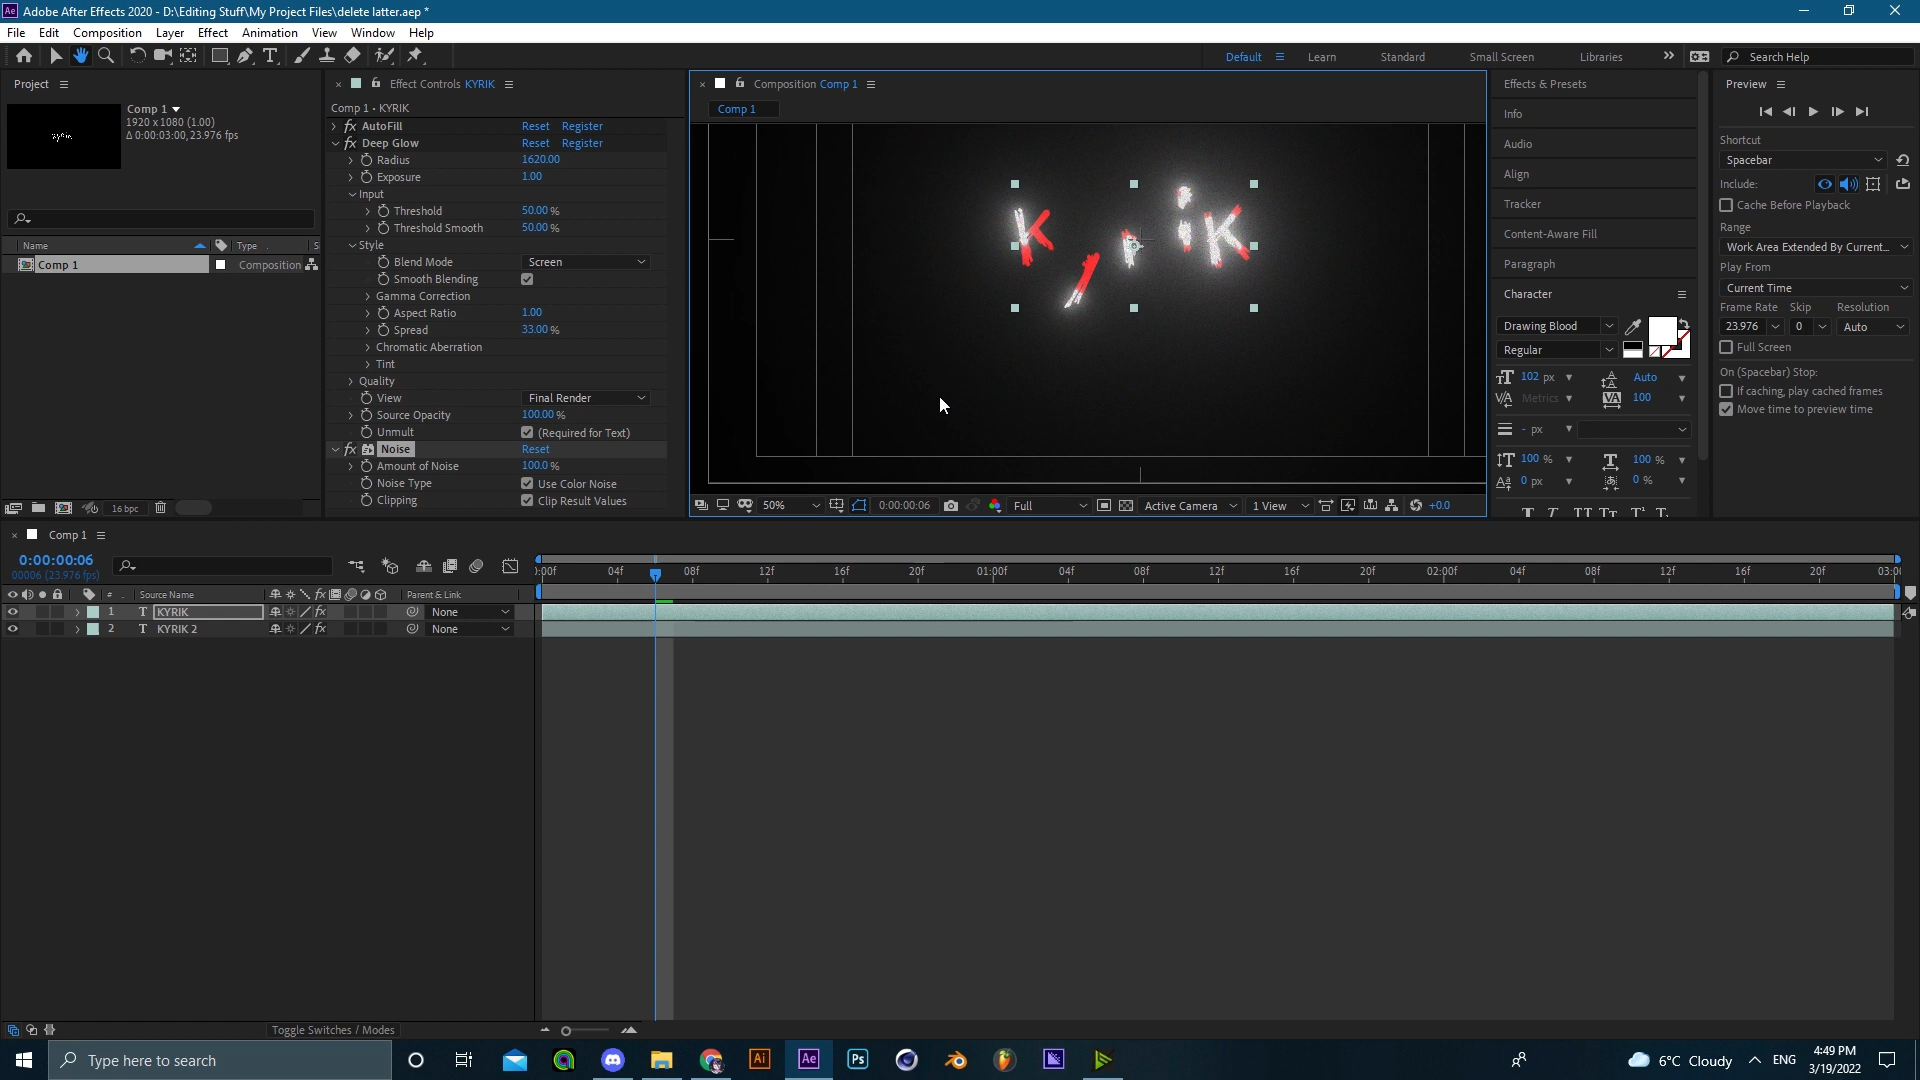 Ae Adobe After Effects 2020 - D:\Editing Stuff\My Project Files\delete latter.aep *
File Edit Composition Layer Effect Animation View Window Help
Default Learn Standard Small Screen Libraries Search Help
Project
Comp 1
1920 x 1080 (1.00)
Δ 0:00:03:00, 23.976 fps
Name Type S
Comp 1 Composition
16 bpc
Effect Controls KYRIK
Comp 1 • KYRIK
fx AutoFill Reset Register
fx Deep Glow Reset Register
Radius 1620.00
Exposure 1.00
Input
Threshold 50.00 %
Threshold Smooth 50.00 %
Style
Blend Mode Screen
Smooth Blending
Gamma Correction
Aspect Ratio 1.00
Spread 33.00 %
Chromatic Aberration
Tint
Quality
View Final Render
Source Opacity 100.00 %
Unmult (Required for Text)
fx Noise Reset
Amount of Noise 100.0 %
Noise Type Use Color Noise
Clipping Clip Result Values
Composition Comp 1
Comp 1
50% 0:00:00:06 Full Active Camera 1 View +0.0
Effects & Presets
Info
Audio
Align
Tracker
Content-Aware Fill
Paragraph
Character
Drawing Blood
Regular
102 px Auto
Metrics 100
- px
100 % 100 %
0 px 0 %
Preview
Shortcut
Spacebar
Include:
Cache Before Playback
Range
Work Area Extended By Current...
Play From
Current Time
Frame Rate Skip Resolution
23.976 0 Auto
Full Screen
On (Spacebar) Stop:
If caching, play cached frames
Move time to preview time
Comp 1
0:00:00:06
00006 (23.976 fps)
):00f 04f 08f 12f 16f 20f 01:00f 04f 08f 12f 16f 20f 02:00f 04f 08f 12f 16f 20f 03:0(
# Source Name Parent & Link
1 T KYRIK None
2 T KYRIK 2 None
Toggle Switches / Modes
Type here to search
Ai Ae Ps
6°C Cloudy ENG
4:49 PM
3/19/2022